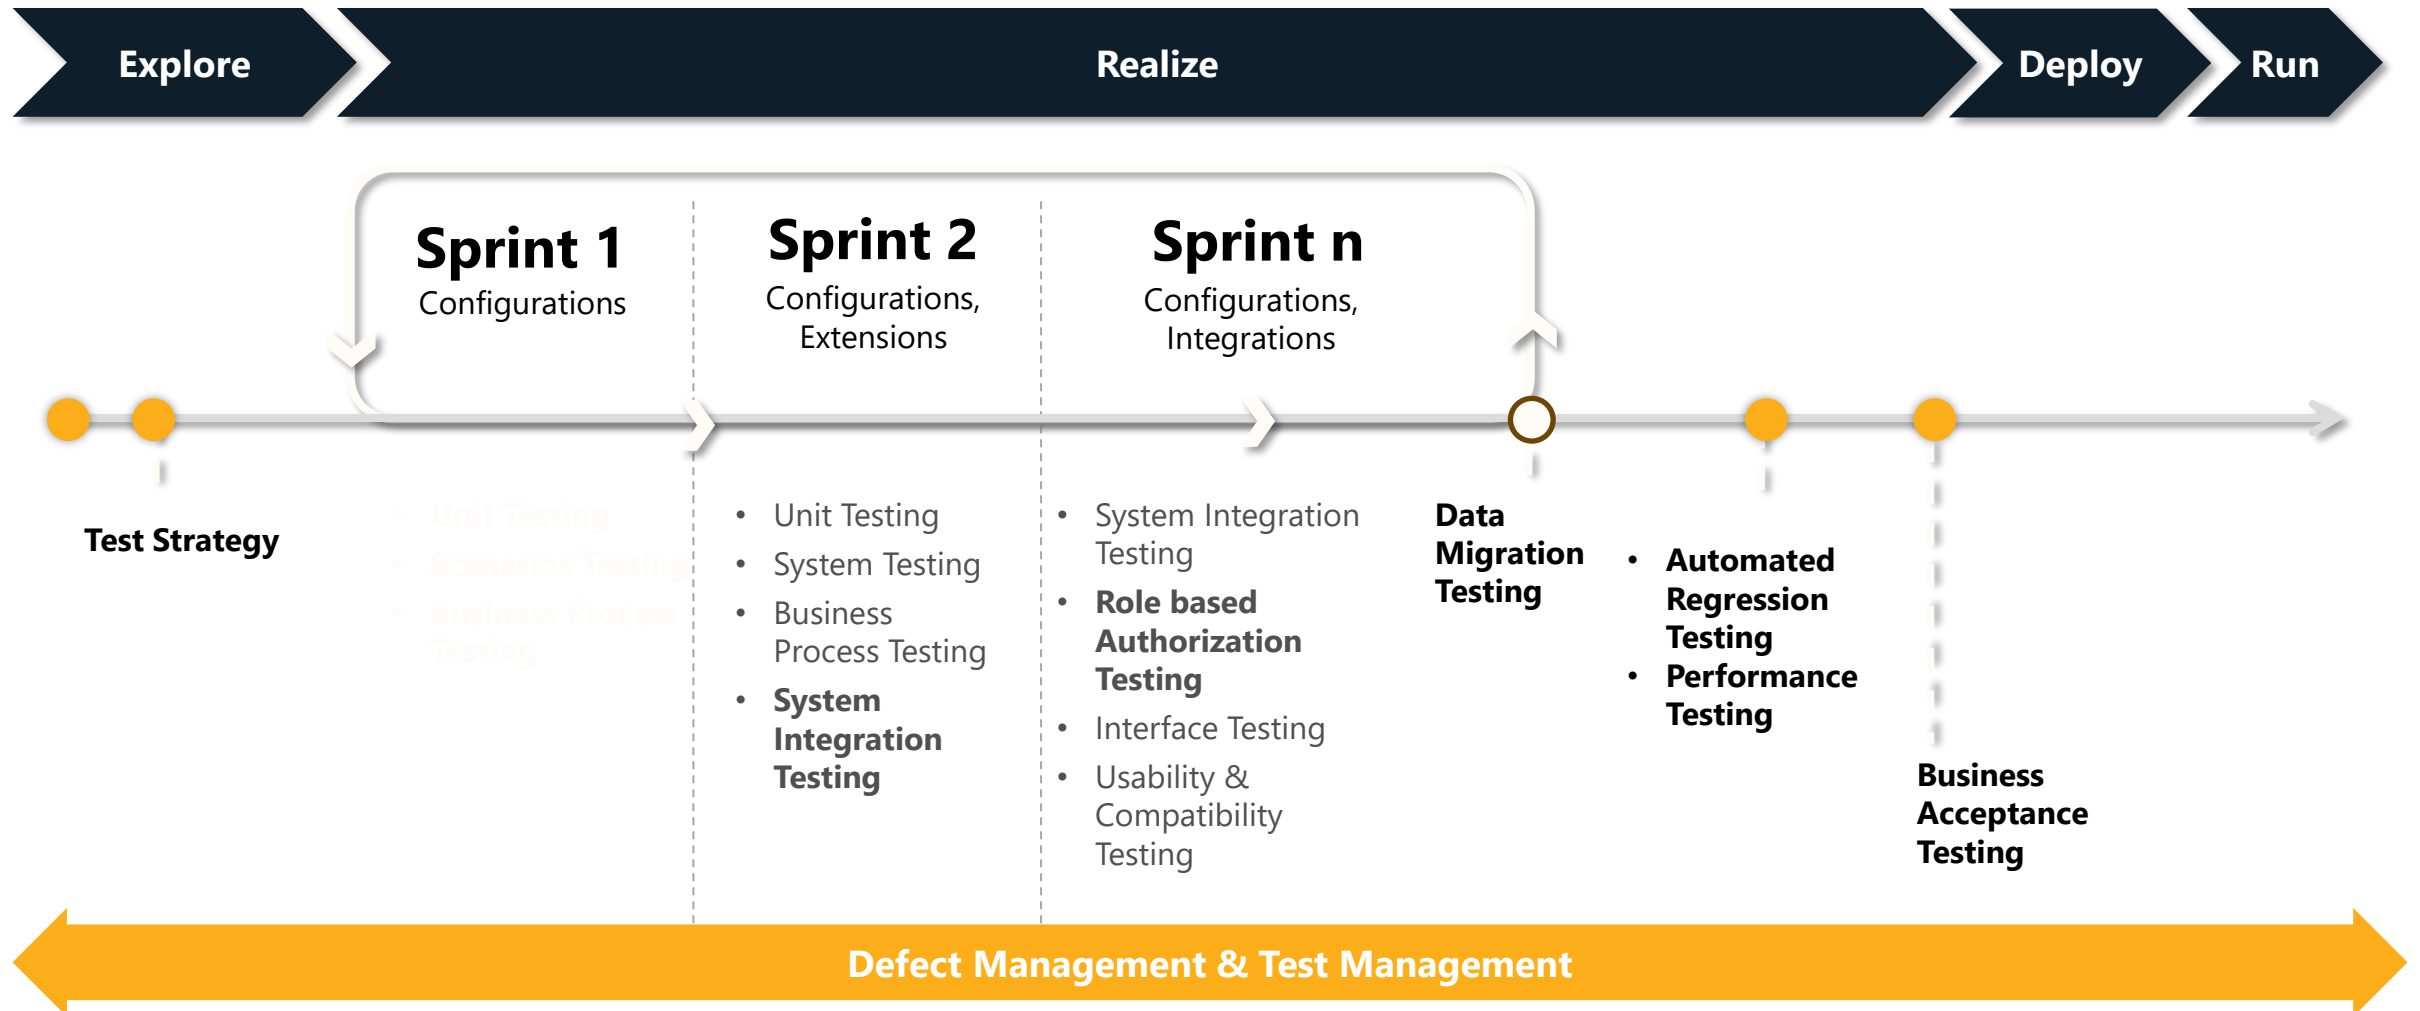 Explore
Realize
Deploy
Run
Sprint 1
Configurations
Sprint 2
Configurations,
Extensions
Sprint n
Configurations,
Integrations
Test Strategy
• Unit Testing
• Scenarios Testing
• Business Process
Testing
• Unit Testing
• System Testing
• Business
Process Testing
• System
Integration
Testing
• System Integration
Testing
• Role based
Authorization
Testing
• Interface Testing
• Usability &
Compatibility
Testing
Data
Migration
Testing
• Automated
Regression
Testing
• Performance
Testing
Business
Acceptance
Testing
Defect Management & Test Management